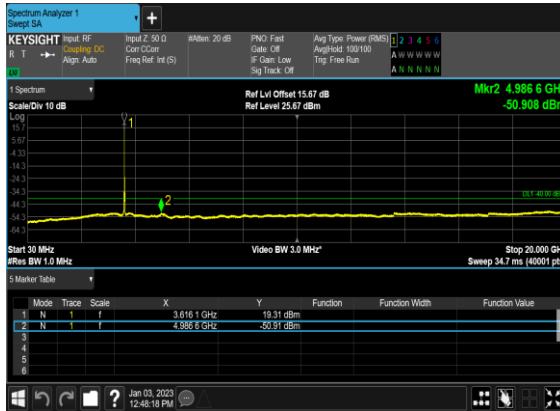 Spectrum Analyzer 1
Swept SA
KEYSIGHT Input: RF Input Z: 50 Ω #Atten: 20 dB PNO: Fast Avg Type: Power (RMS) 1 2 3 4 5 6
R T Coupling: DC Corr CCorr Gate: Off Avg|Hold: 100/100 A W W W W W
Align: Auto Freq Ref: Int (S) IF Gain: Low Trig: Free Run
Sig Track: Off A N N N N N
1 Spectrum
Ref Lvl Offset 15.67 dB Mkr2 4.986 6 GHz
Scale/Div 10 dB Ref Level 25.67 dBm -50.908 dBm
Log
15.7
5.67
-4.33
-14.3
-24.3
-34.3
-44.3
-54.3
-64.3
1
2
Start 30 MHz Video BW 3.0 MHz* Stop 20.000 GHz
#Res BW 1.0 MHz Sweep 34.7 ms (40001 pts)
5 Marker Table
Mode Trace Scale X Y Function Function Width Function Value
1 N 1 f 3.616 1 GHz 19.31 dBm
2 N 1 f 4.986 6 GHz -50.91 dBm
3
4
5
6
? Jan 03, 2023
12:48:18 PM